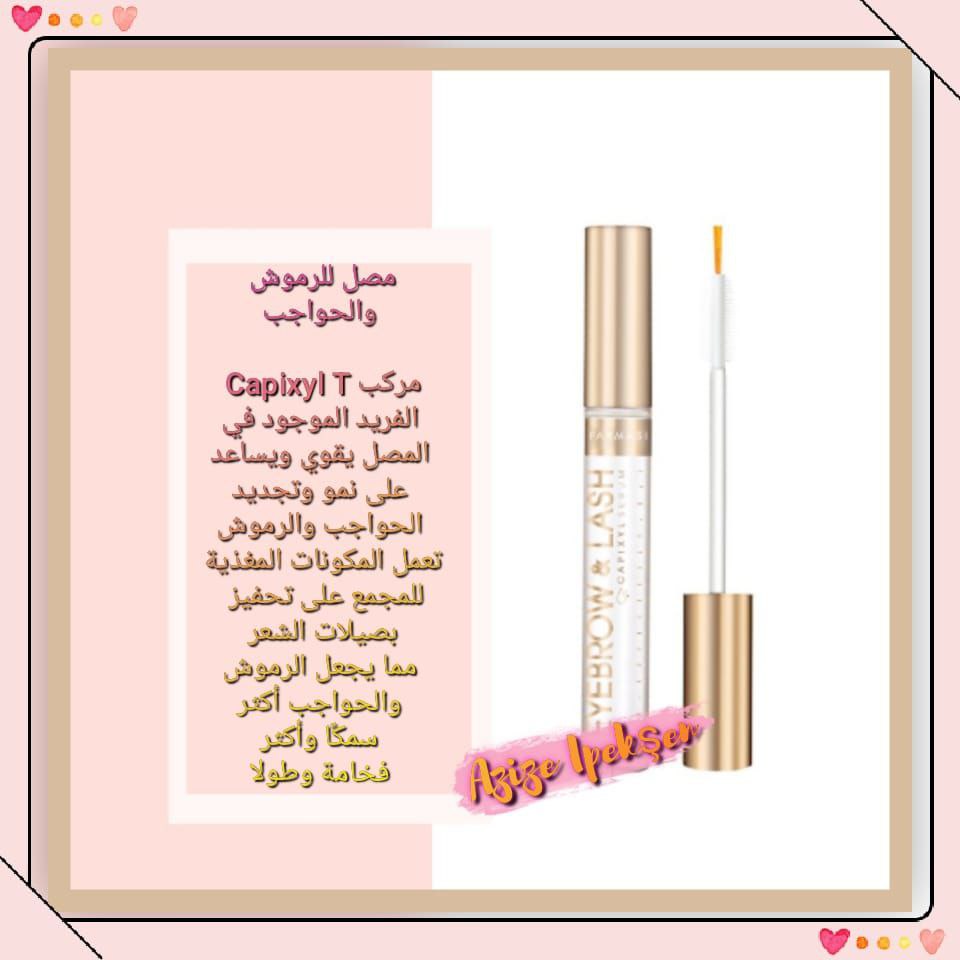 مصل للرموش
والحواجب
مركب Capixyl T
الفريد الموجود في
المصل يقوي ويساعد
على نمو وتجديد
الحواجب والرموش
تعمل المكونات المغذية
للمجمع على تحفيز
بصيلات الشعر
مما يجعل الرموش
والحواجب أكثر
سمكًا وأكثر
فخامة وطولا
FARMASI
EYEBROW & LASH
CAPIXYL SERUM
Azize Ipekşen